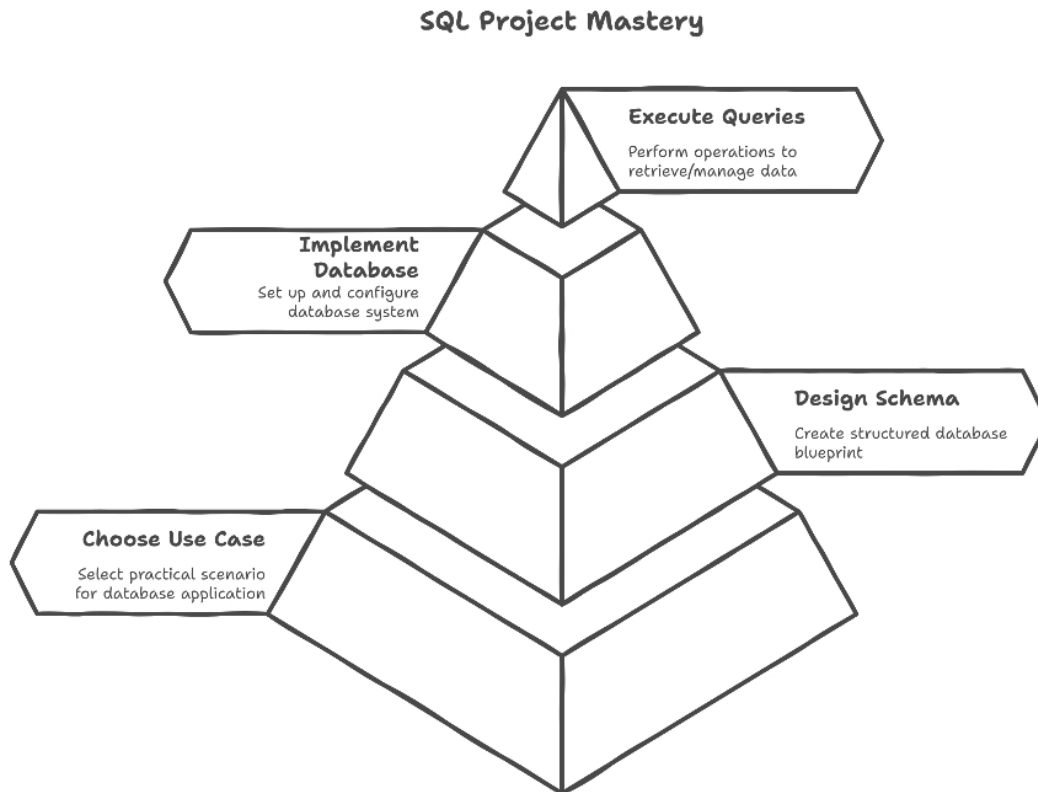 SQL Project Mastery
Execute Queries
Perform operations to
retrieve/manage data
Implement
Database
Set up and configure
database system
Design Schema
Create structured database
blueprint
Choose Use Case
Select practical scenario
for database application